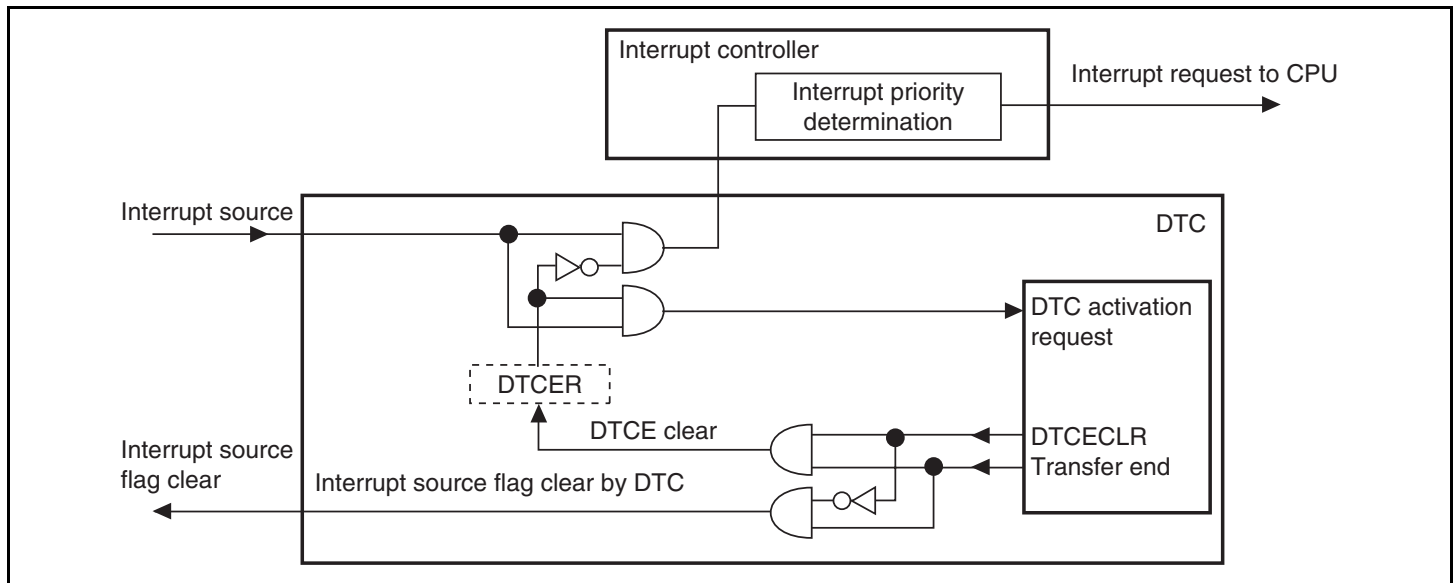 Interrupt controller
Interrupt priority
determination
Interrupt request to CPU
Interrupt source
DTC
DTC activation
request
DTCER
DTCE clear
DTCECLR
Transfer end
Interrupt source
flag clear
Interrupt source flag clear by DTC